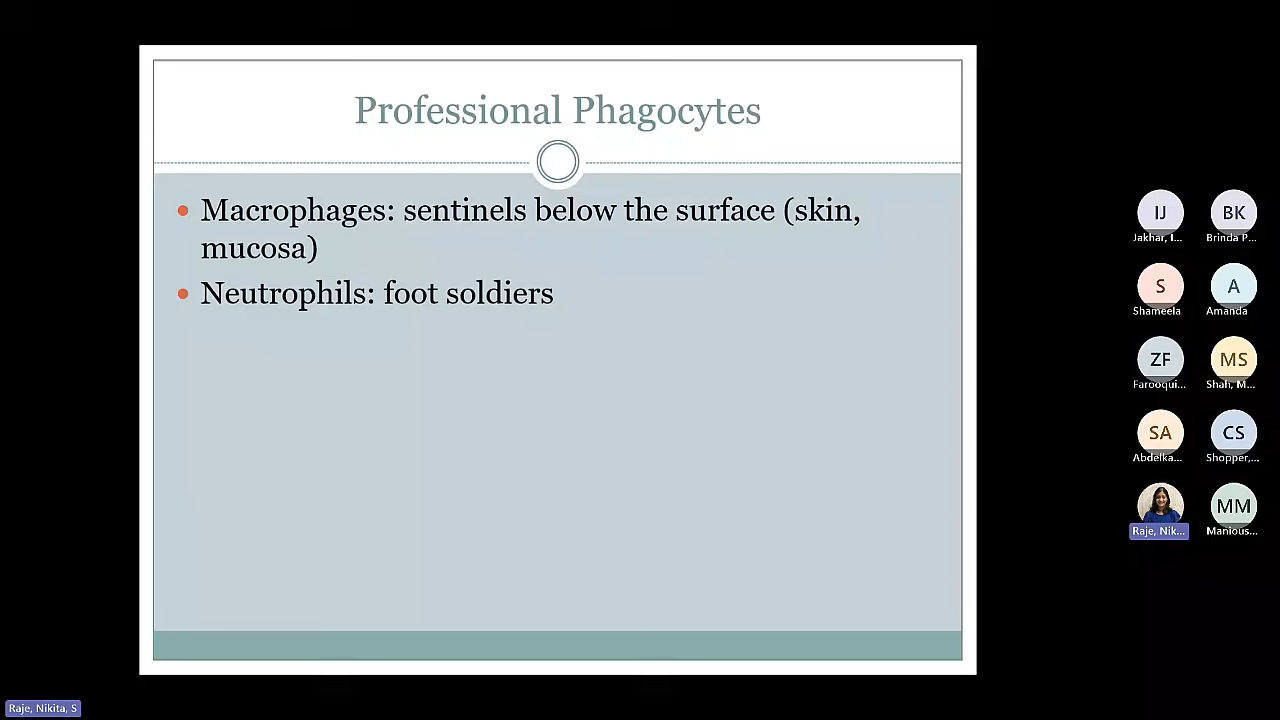 Professional Phagocytes
Macrophages: sentinels below the surface (skin,
mucosa)
Neutrophils: foot soldiers
IJ
BK
Jakhar, I...
Brinda P...
S
A
Shameela
Amanda
ZF
MS
Farooqui...
Shah, M...
SA
CS
Abdelka...
Shopper,...
MM
Raje, Nik...
Manious...
Raje, Nikita, S